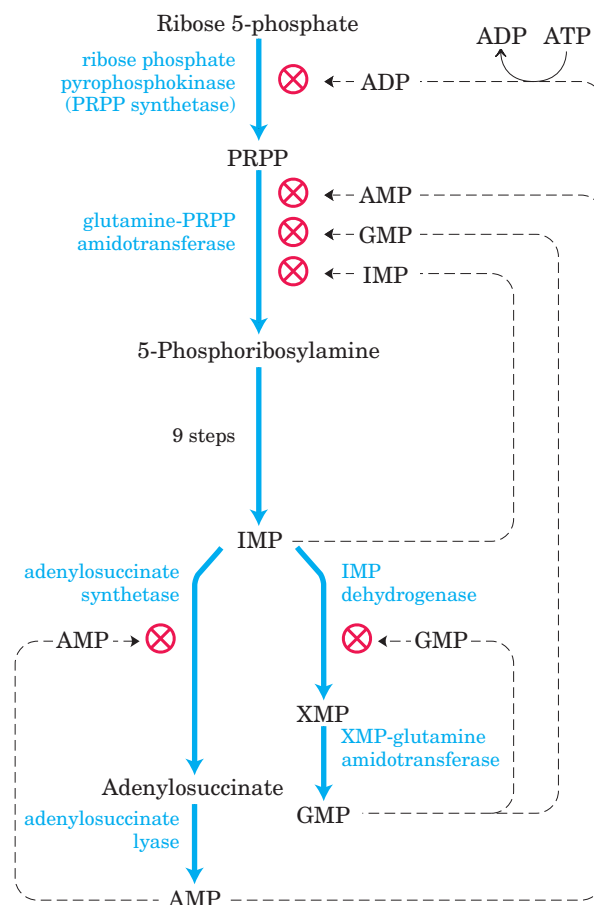 Ribose 5-phosphate
ADP ATP
ribose phosphate
pyrophosphokinase
(PRPP synthetase)
ADP
PRPP
AMP
glutamine-PRPP
amidotransferase
GMP
IMP
5-Phosphoribosylamine
9 steps
IMP
adenylosuccinate
synthetase
IMP
dehydrogenase
AMP
GMP
XMP
XMP-glutamine
amidotransferase
Adenylosuccinate
GMP
adenylosuccinate
lyase
AMP